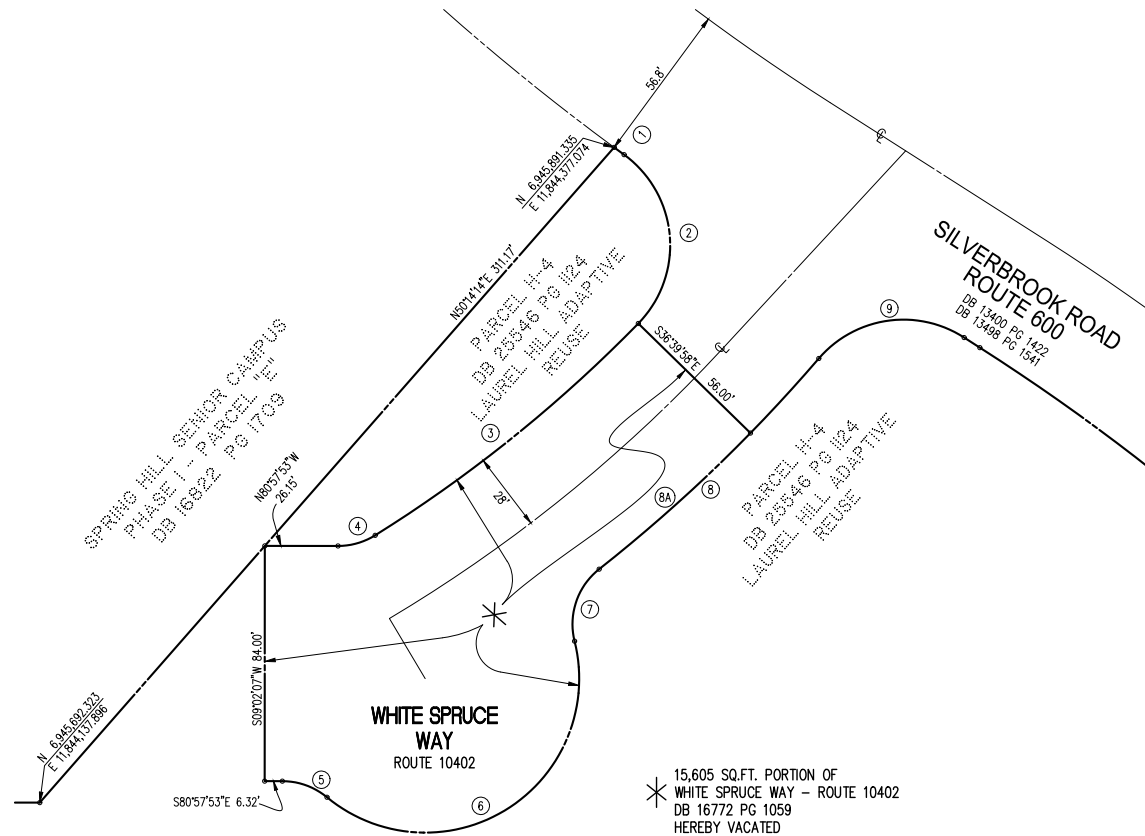 56.8'
1
N 6,945,891.335
E 11,844,377.074
2
℄
SILVERBROOK ROAD
ROUTE 600
DB 13400 PG 1422
DB 13498 PG 1541
9
N50°14'14"E 311.17'
PARCEL H-4
DB 25546 PG 1124
LAUREL HILL ADAPTIVE
REUSE
S36°39'58"E 56.00'
℄
SPRING HILL SENIOR CAMPUS
PHASE I - PARCEL "E"
DB 16822 PG 1709
3
28'
8A
8
PARCEL H-4
DB 25546 PG 1124
LAUREL HILL ADAPTIVE
REUSE
N80°57'53"W
26.15'
4
7
S09°02'07"W 84.00'
N 6,945,692.323
E 11,844,137.896
WHITE SPRUCE
WAY
ROUTE 10402
S80°57'53"E 6.32'
5
6
15,605 SQ.FT. PORTION OF
WHITE SPRUCE WAY – ROUTE 10402
DB 16772 PG 1059
HEREBY VACATED